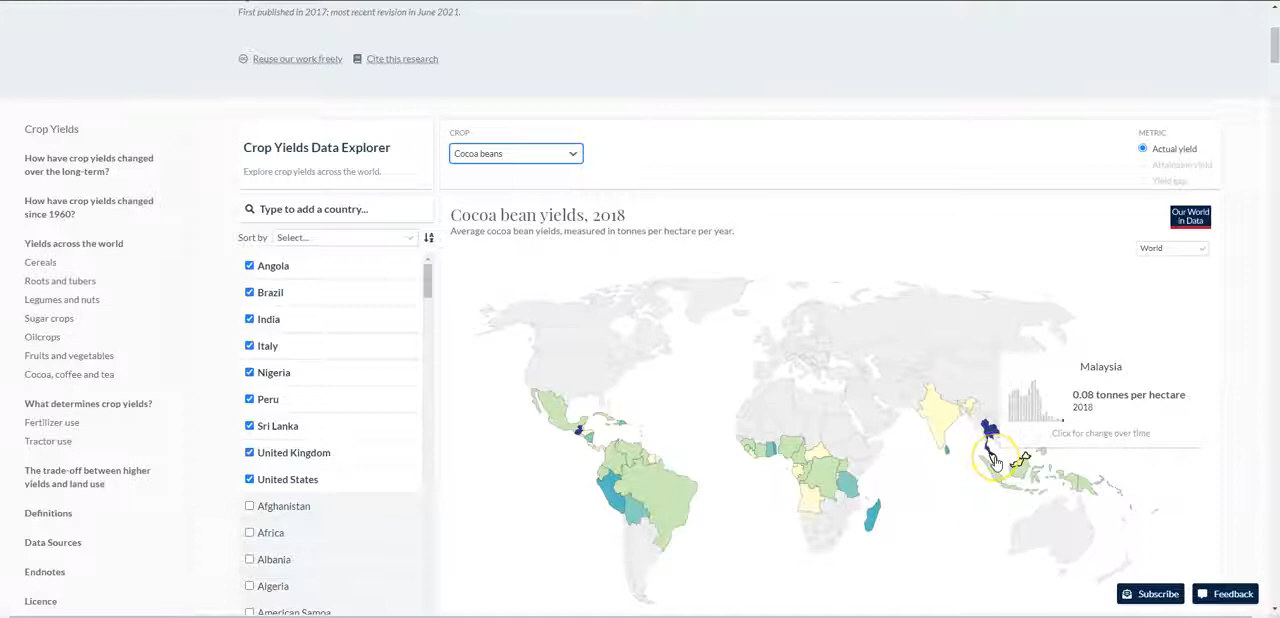 First published in 2017; most recent revision in June 2021.
Reuse our work freely
Cite this research
Crop Yields
How have crop yields changed
over the long-term?
How have crop yields changed
since 1960?
Yields across the world
Cereals
Roots and tubers
Legumes and nuts
Sugar crops
Oilcrops
Fruits and vegetables
Cocoa, coffee and tea
What determines crop yields?
Fertilizer use
Tractor use
The trade-off between higher
yields and land use
Definitions
Data Sources
Endnotes
Licence
Crop Yields Data Explorer
Explore crop yields across the world.
Type to add a country...
Sort by
Select...
Angola
Brazil
India
Italy
Nigeria
Peru
Sri Lanka
United Kingdom
United States
Afghanistan
Africa
Albania
Algeria
American Samoa
CROP
Cocoa beans
METRIC
Actual yield
Attainable yield
Yield gap
Cocoa bean yields, 2018
Average cocoa bean yields, measured in tonnes per hectare per year.
Our World
in Data
World
Malaysia
0.08 tonnes per hectare
2018
Click for change over time
Subscribe
Feedback